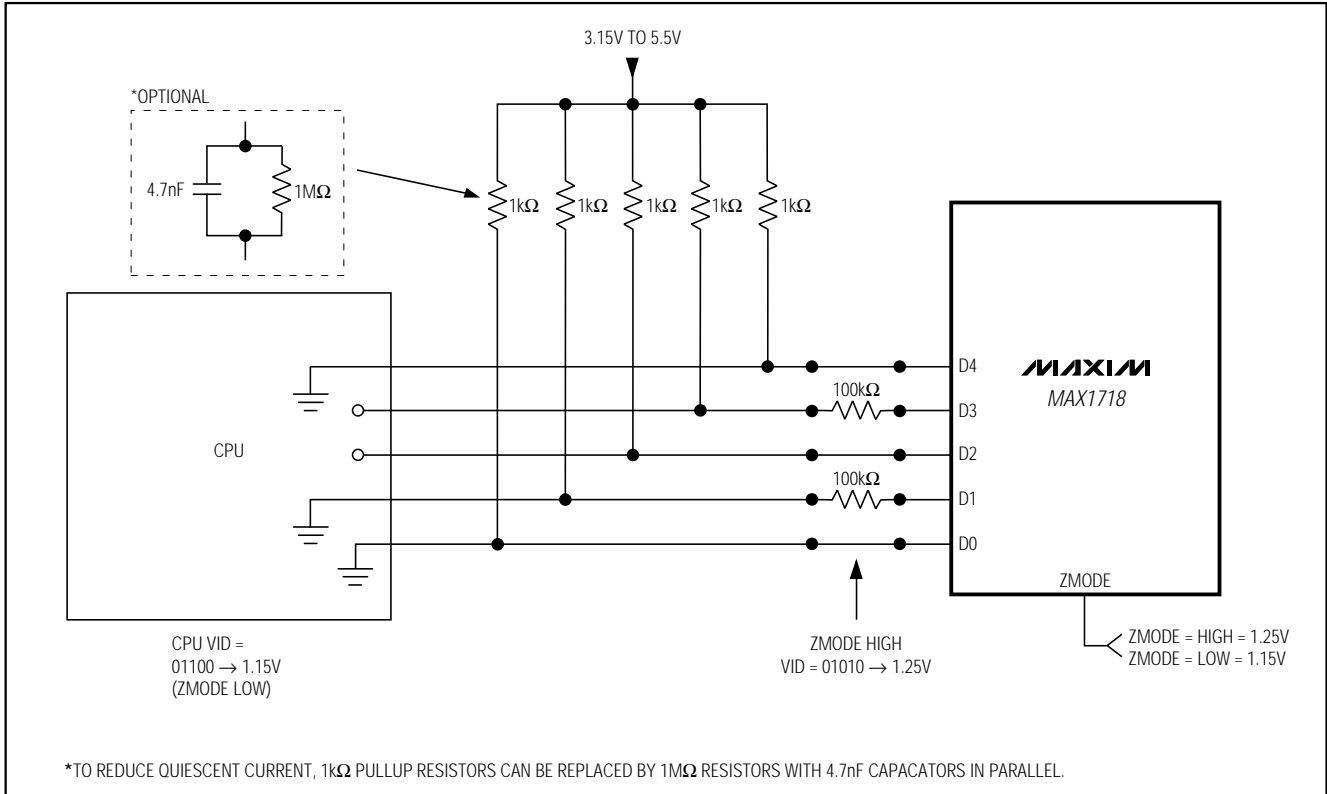 3.15V TO 5.5V
*OPTIONAL
4.7nF
1MΩ
1kΩ
1kΩ
1kΩ
1kΩ
1kΩ
CPU
100kΩ
100kΩ
D4
D3
D2
D1
D0
MAXIM
MAX1718
ZMODE
CPU VID =
01100 → 1.15V
(ZMODE LOW)
ZMODE HIGH
VID = 01010 → 1.25V
ZMODE = HIGH = 1.25V
ZMODE = LOW = 1.15V
*TO REDUCE QUIESCENT CURRENT, 1kΩ PULLUP RESISTORS CAN BE REPLACED BY 1MΩ RESISTORS WITH 4.7nF CAPACATORS IN PARALLEL.